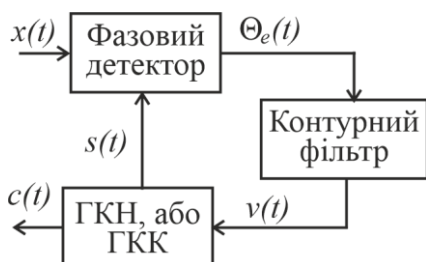 x(t)
Фазовий
детектор
Θe(t)
Контурний
фільтр
s(t)
c(t)
ГКН, або
ГКК
v(t)